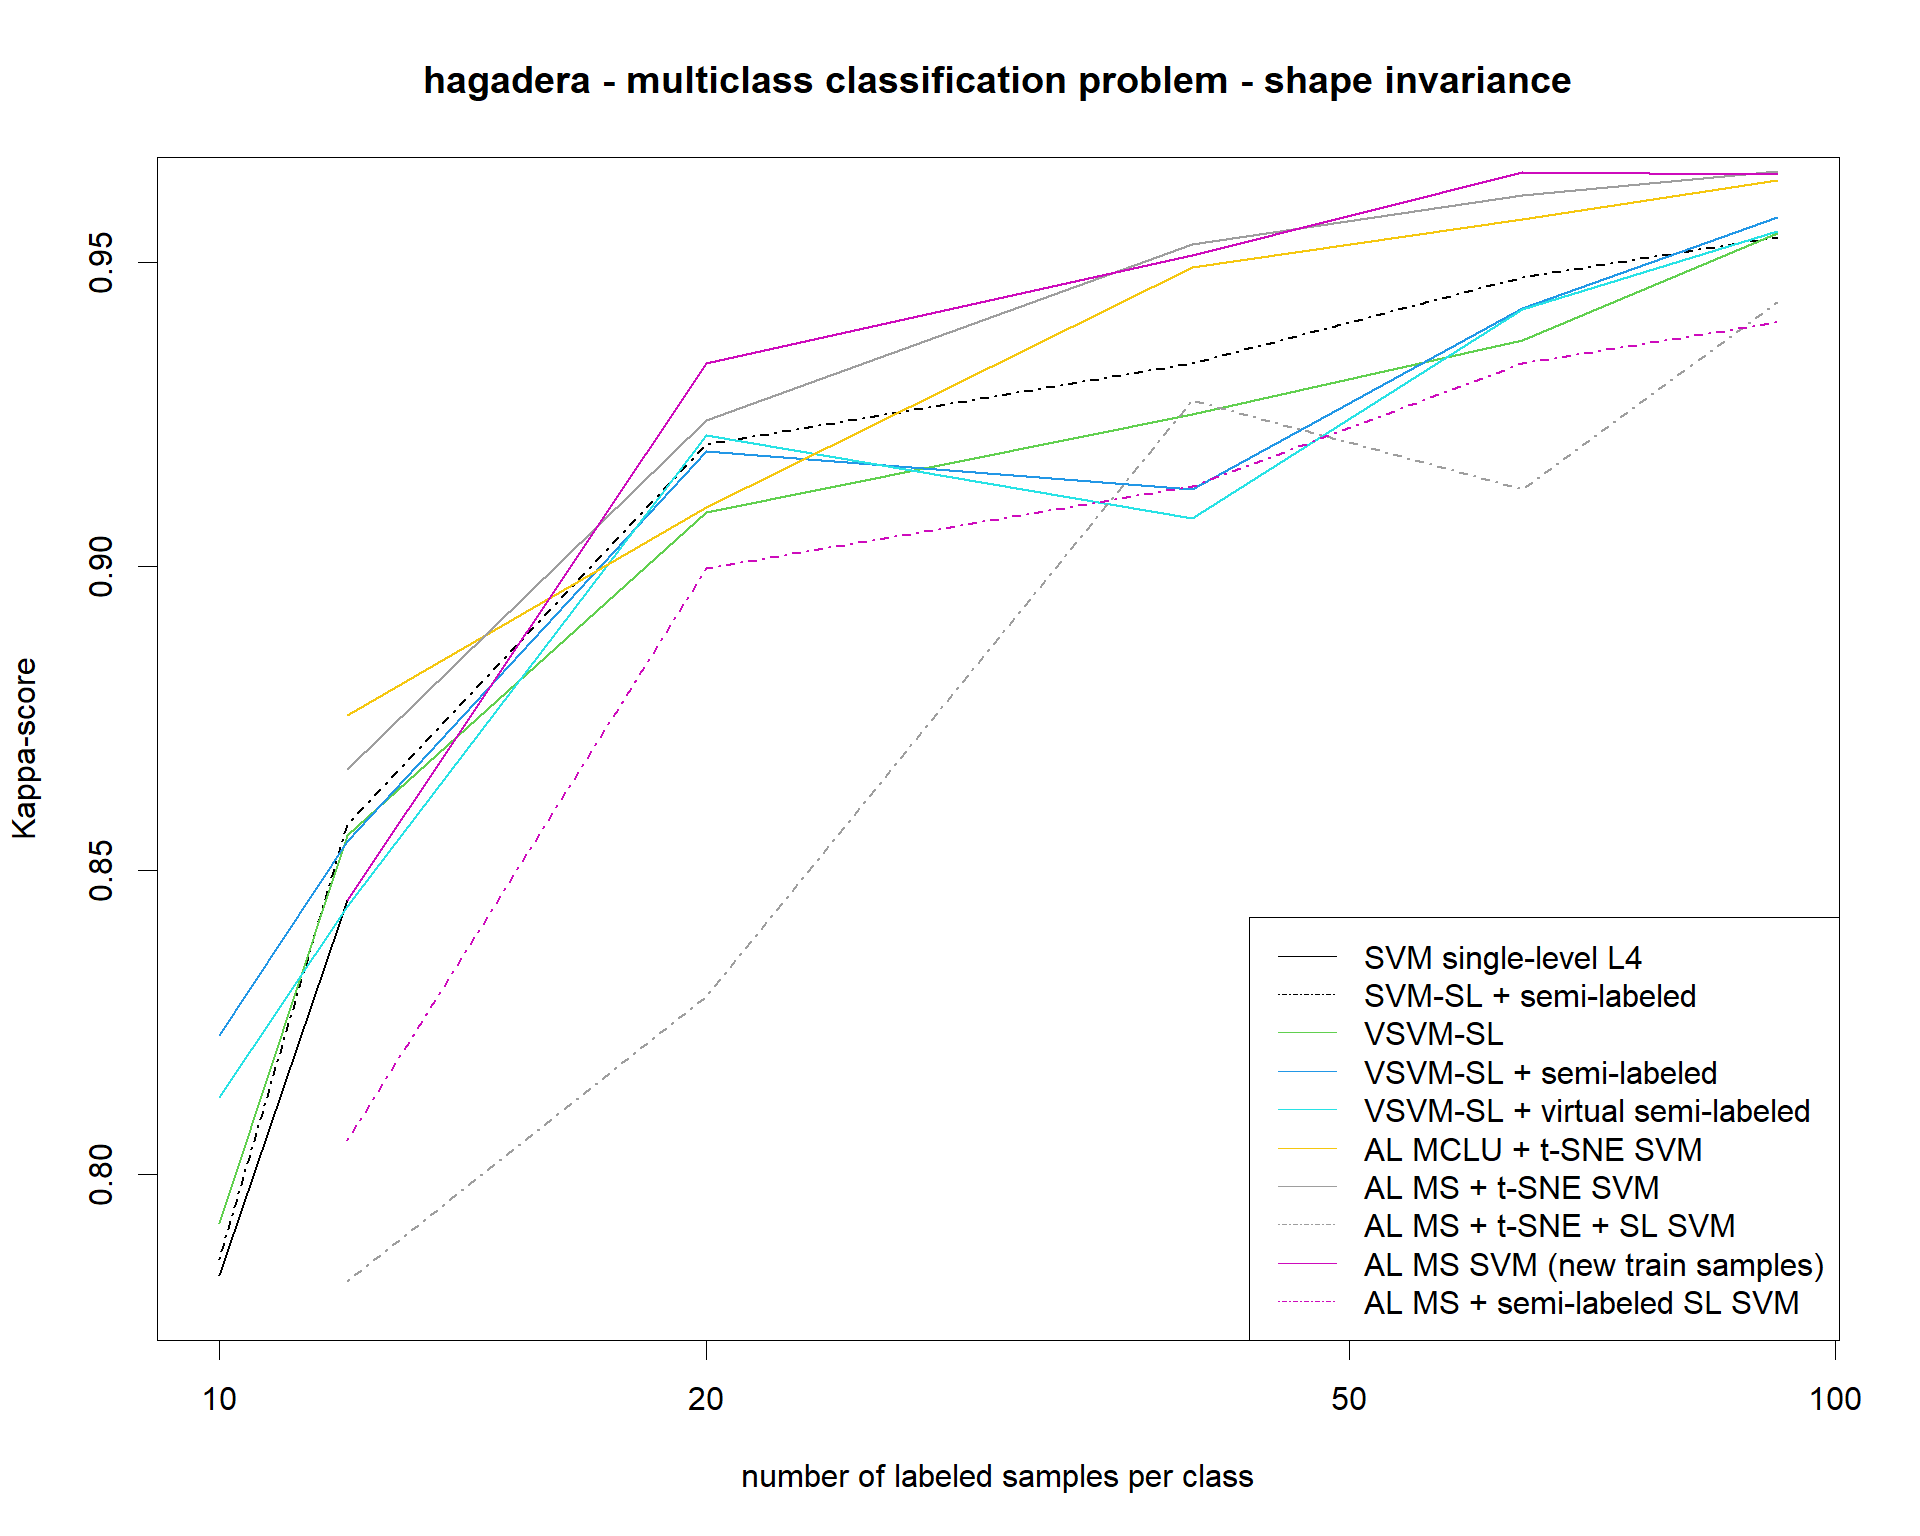 hagadera - multiclass classification problem - shape invariance
Kappa-score
0.95
0.90
0.85
0.80
SVM single-level L4
SVM-SL + semi-labeled
VSVM-SL
VSVM-SL + semi-labeled
VSVM-SL + virtual semi-labeled
AL MCLU + t-SNE SVM
AL MS + t-SNE SVM
AL MS + t-SNE + SL SVM
AL MS SVM (new train samples)
AL MS + semi-labeled SL SVM
10 20 50 100
number of labeled samples per class